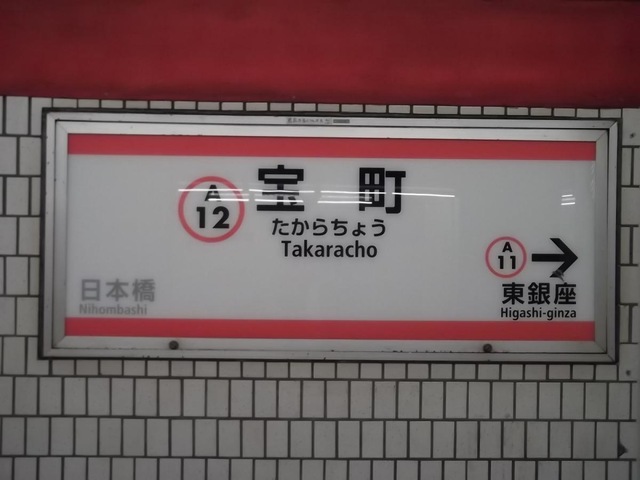 A
12
宝町
たからちょう
Takaracho
日本橋
Nihombashi
A
11
東銀座
Higashi-ginza